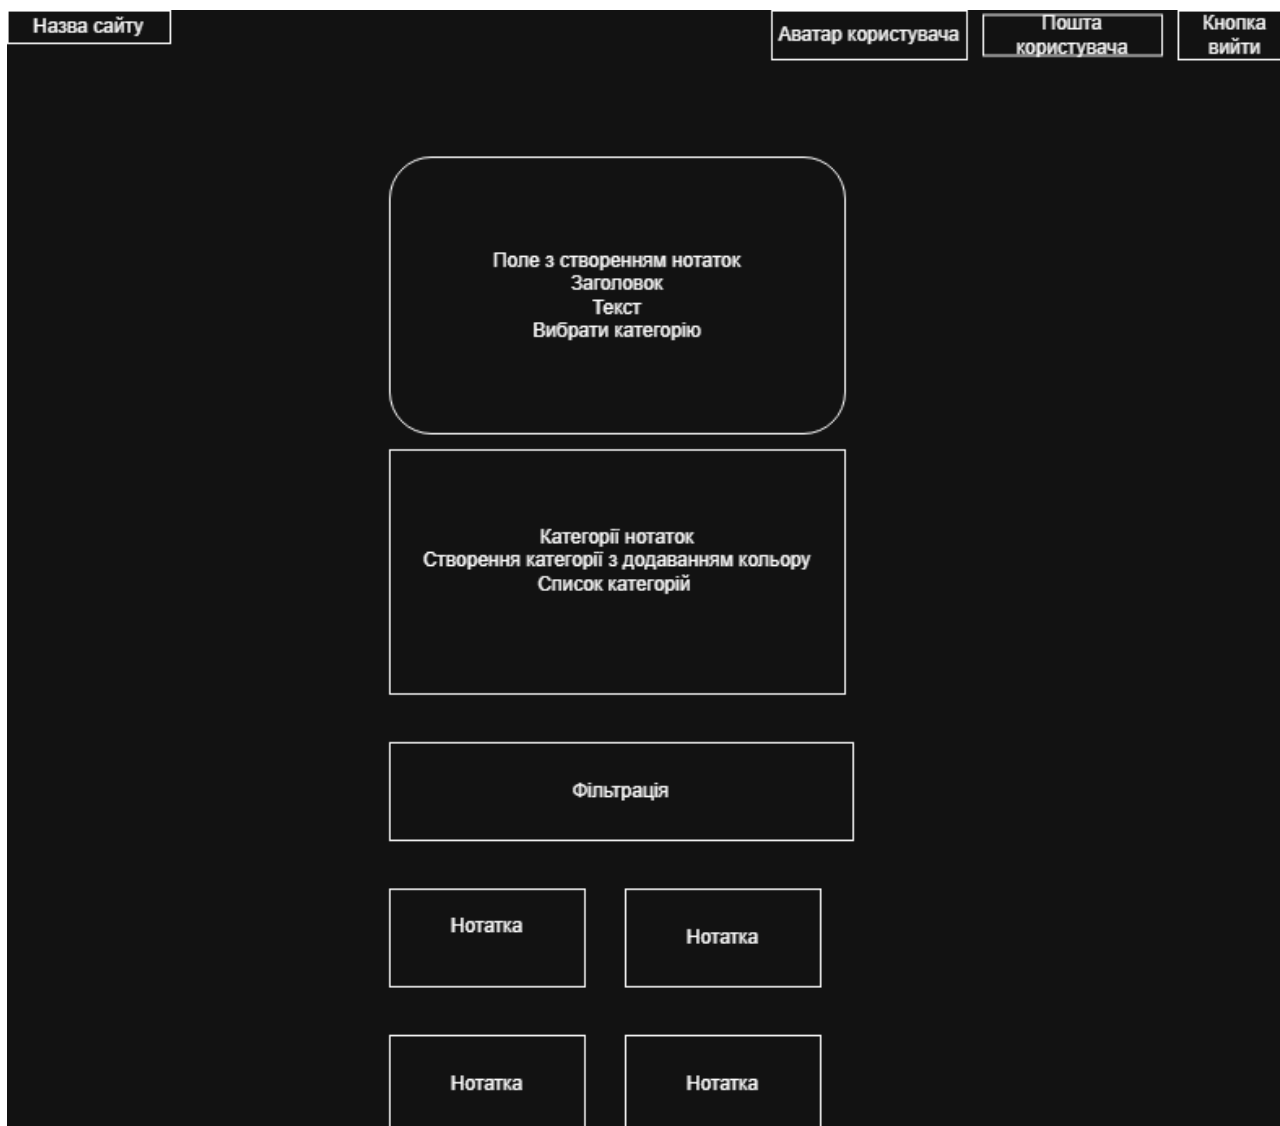 Назва сайту
Аватар користувача
Пошта
користувача
Кнопка
вийти
Поле з створенням нотаток
Заголовок
Текст
Вибрати категорію
Категорії нотаток
Створення категорії з додаванням кольору
Список категорій
Фільтрація
Нотатка
Нотатка
Нотатка
Нотатка